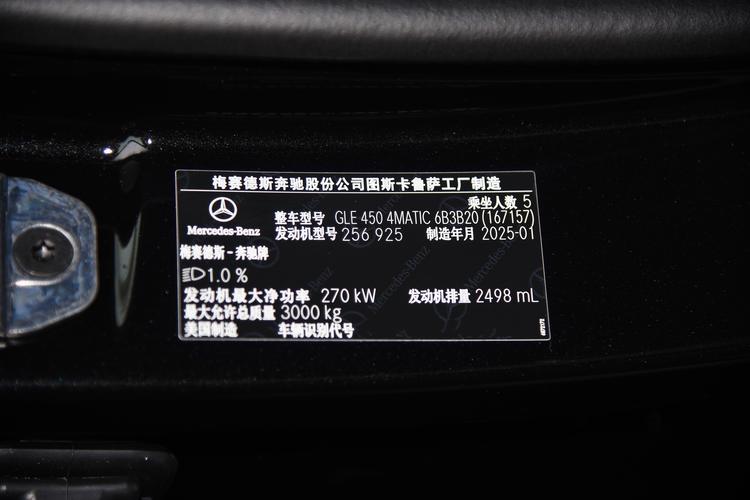 梅赛德斯奔驰股份公司图斯卡鲁萨工厂制造
乘坐人数 5
整车型号 GLE 450 4MATIC 6B3B20 (167157)
Mercedes-Benz
发动机型号 256 925 制造年月 2025-01
梅赛德斯-奔驰牌
1.0 %
发动机最大净功率 270 kW 发动机排量 2498 mL
最大允许总质量 3000 kg
美国制造 车辆识别代号